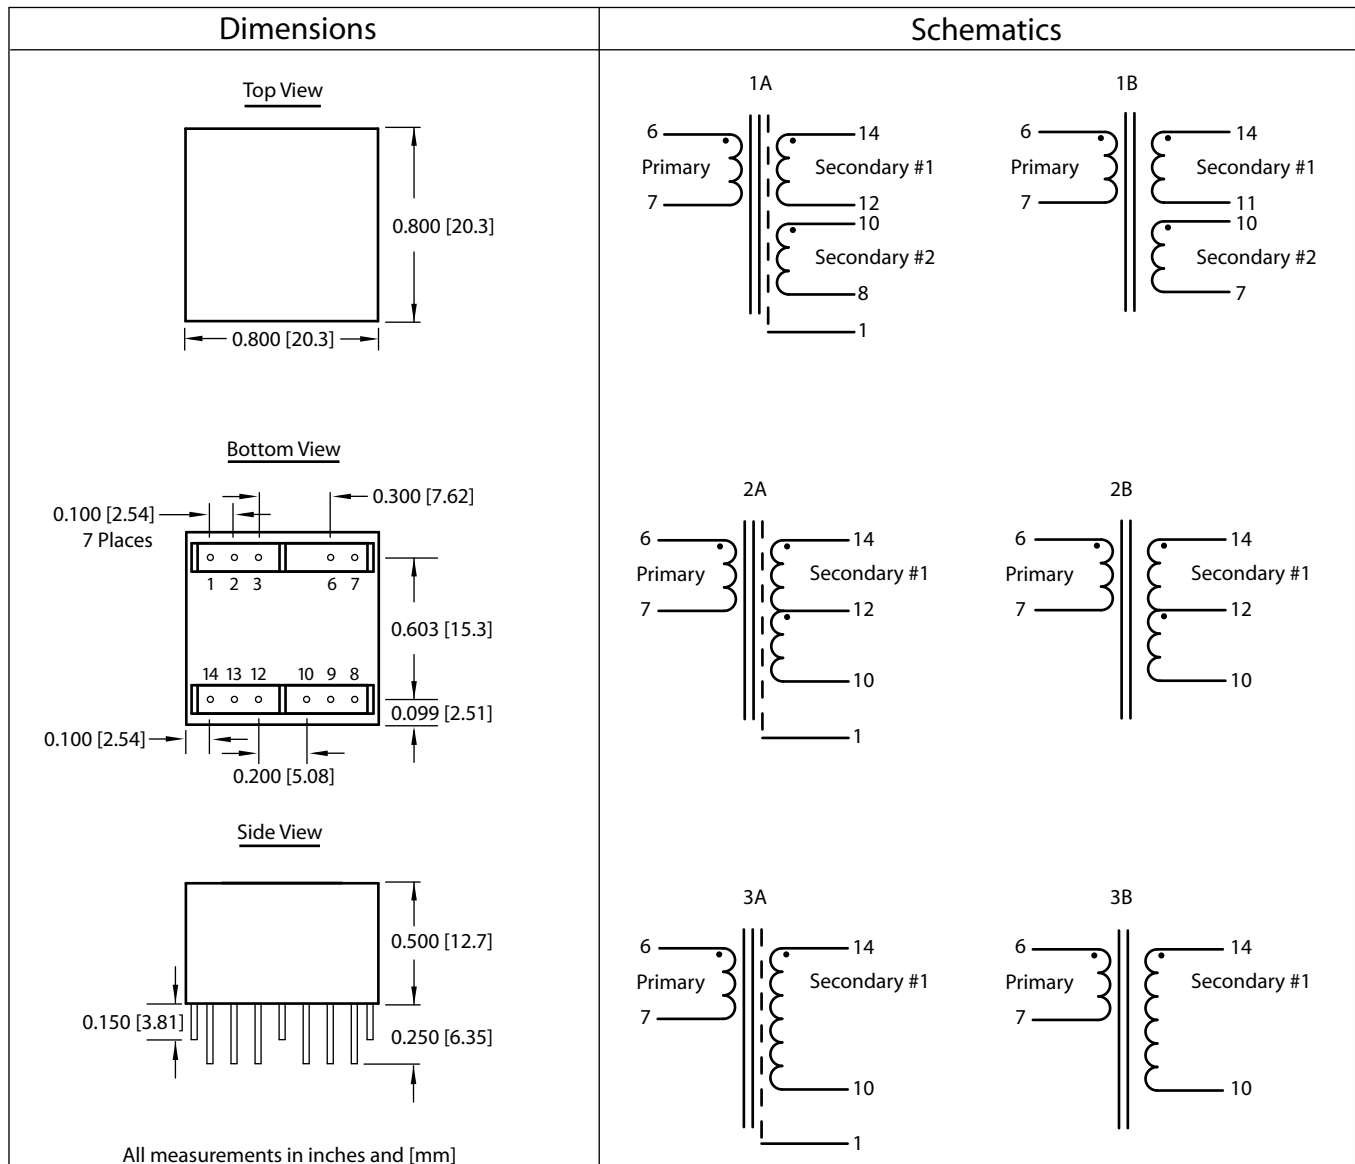 Dimensions
Schematics
Top View
0.800 [20.3]
0.800 [20.3]
Bottom View
0.300 [7.62]
0.100 [2.54]
7 Places
1 2 3 6 7
0.603 [15.3]
14 13 12 10 9 8
0.099 [2.51]
0.100 [2.54]
0.200 [5.08]
Side View
0.500 [12.7]
0.150 [3.81]
0.250 [6.35]
All measurements in inches and [mm]
1A
6
14
Primary
Secondary #1
7
12
10
Secondary #2
8
1
1B
6
14
Primary
Secondary #1
7
11
10
Secondary #2
7
2A
6
14
Primary
Secondary #1
7
12
10
1
2B
6
14
Primary
Secondary #1
7
12
10
3A
6
14
Primary
Secondary #1
7
10
1
3B
6
14
Primary
Secondary #1
7
10